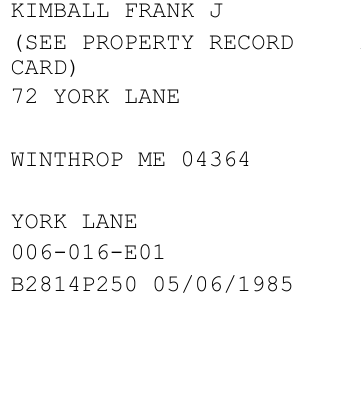 KIMBALL FRANK J
(SEE PROPERTY RECORD
CARD)
72 YORK LANE
WINTHROP ME 04364
YORK LANE
006-016-E01
B2814P250 05/06/1985